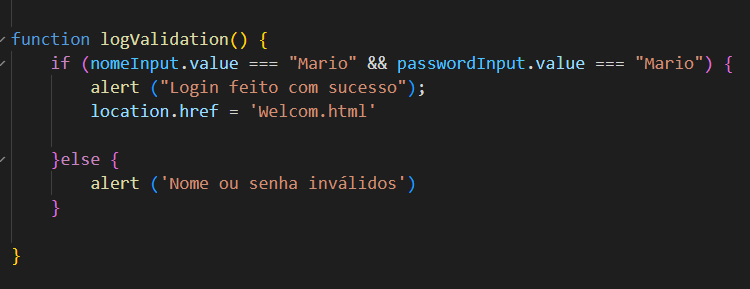 function logValidation() {
    if (nomeInput.value === "Mario" && passwordInput.value === "Mario") {
        alert ("Login feito com sucesso");
        location.href = 'Welcom.html'
    }else {
        alert ('Nome ou senha inválidos')
    }
}